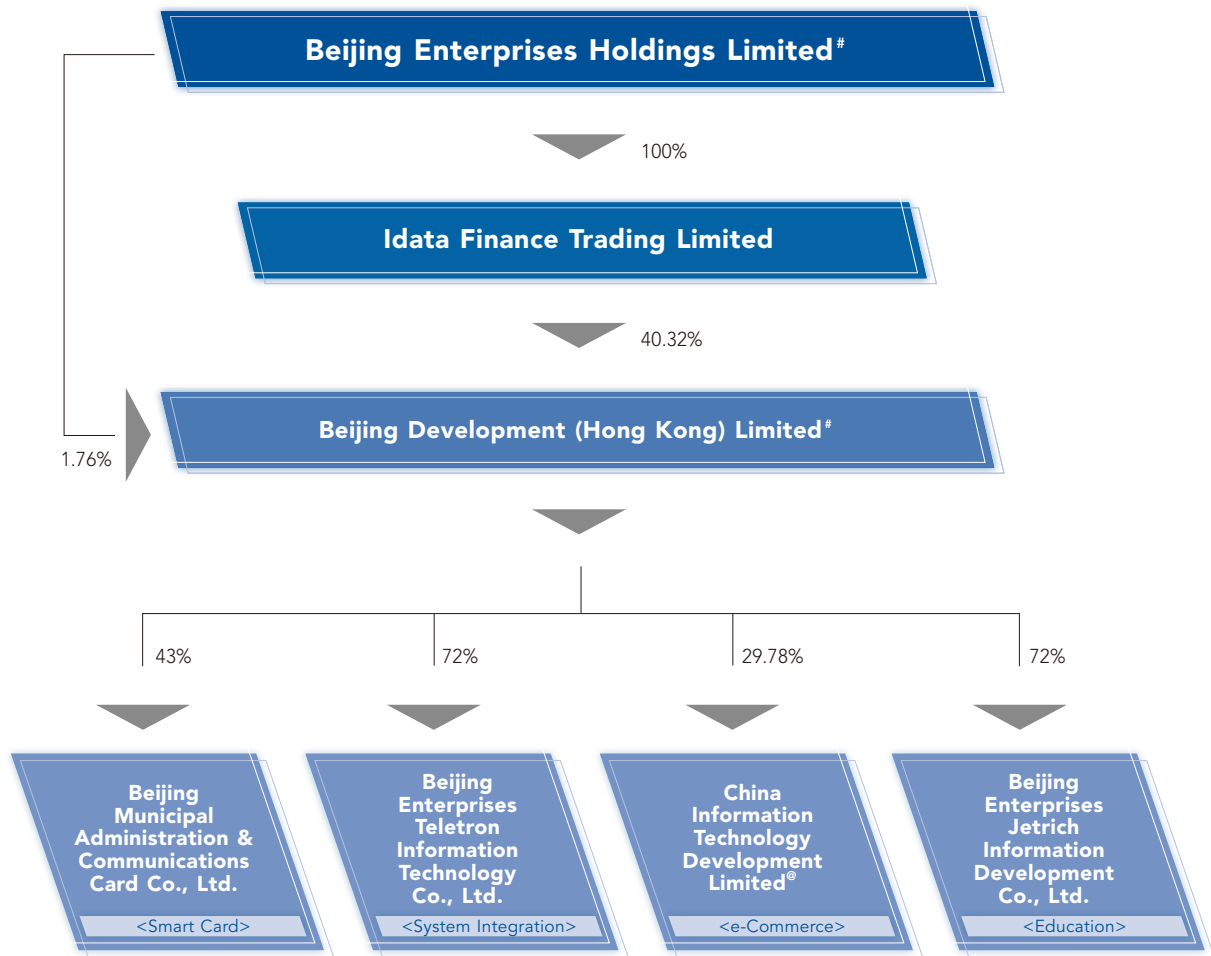 Beijing Enterprises Holdings Limited#
100%
Idata Finance Trading Limited
40.32%
Beijing Development (Hong Kong) Limited#
1.76%
43%
72%
29.78%
72%
Beijing
Municipal
Administration &
Communications
Card Co., Ltd.
<Smart Card>
Beijing
Enterprises
Teletron
Information
Technology
Co., Ltd.
<System Integration>
China
Information
Technology
Development
Limited@
<e-Commerce>
Beijing
Enterprises
Jetrich
Information
Development
Co., Ltd.
<Education>